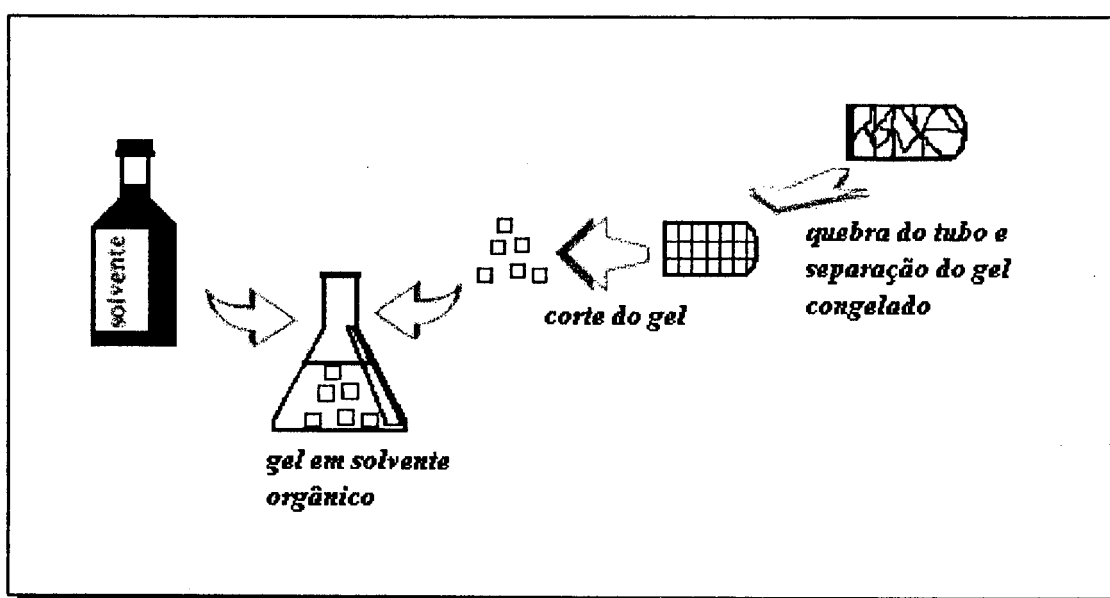 solvente
quebra do tubo e
separação do gel
congelado
corte do gel
gel em solvente
orgânico